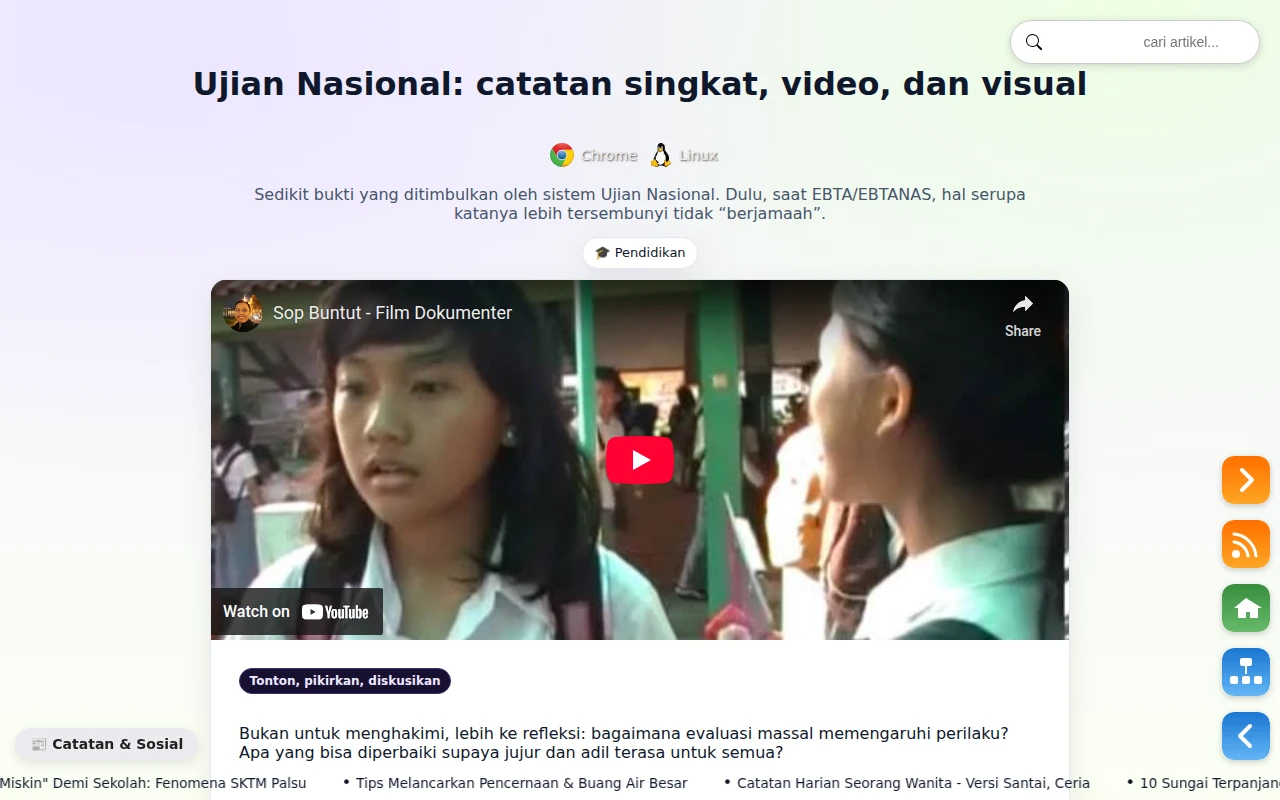 cari artikel...
Ujian Nasional: catatan singkat, video, dan visual
Chrome Linux
Sedikit bukti yang ditimbulkan oleh sistem Ujian Nasional. Dulu, saat EBTA/EBTANAS, hal serupa
katanya lebih tersembunyi tidak “berjamaah”.
🎓 Pendidikan
Sop Buntut - Film Dokumenter
Share
Watch on YouTube
Tonton, pikirkan, diskusikan
Bukan untuk menghakimi, lebih ke refleksi: bagaimana evaluasi massal memengaruhi perilaku?
Apa yang bisa diperbaiki supaya jujur dan adil terasa untuk semua?
📰 Catatan & Sosial
Miskin" Demi Sekolah: Fenomena SKTM Palsu • Tips Melancarkan Pencernaan & Buang Air Besar • Catatan Harian Seorang Wanita - Versi Santai, Ceria • 10 Sungai